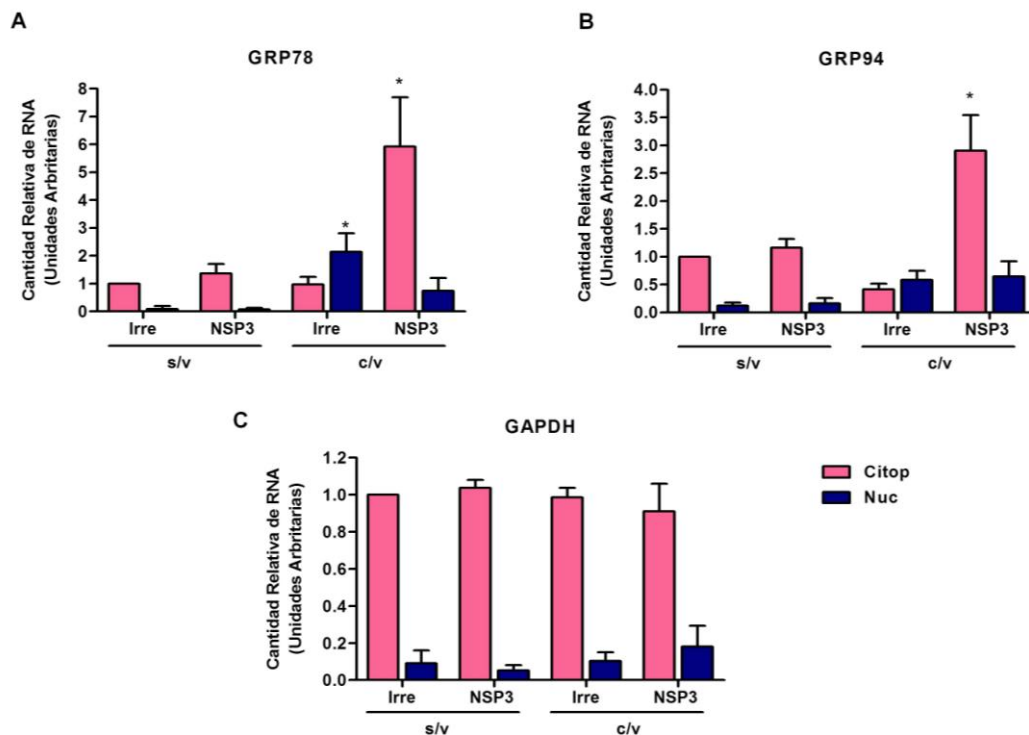 A
GRP78
Cantidad Relativa de RNA
(Unidades Arbritarias)
8
6
4
2
1
0
Irre
NSP3
Irre
NSP3
s/v
c/v
*
*
B
GRP94
Cantidad Relativa de RNA
(Unidades Arbritarias)
4.0
3.5
3.0
2.5
2.0
1.5
1.0
0.5
0.0
Irre
NSP3
Irre
NSP3
s/v
c/v
*
C
GAPDH
Cantidad Relativa de RNA
(Unidades Arbritarias)
1.2
1.0
0.8
0.6
0.4
0.2
0.0
Irre
NSP3
Irre
NSP3
s/v
c/v
Citop
Nuc